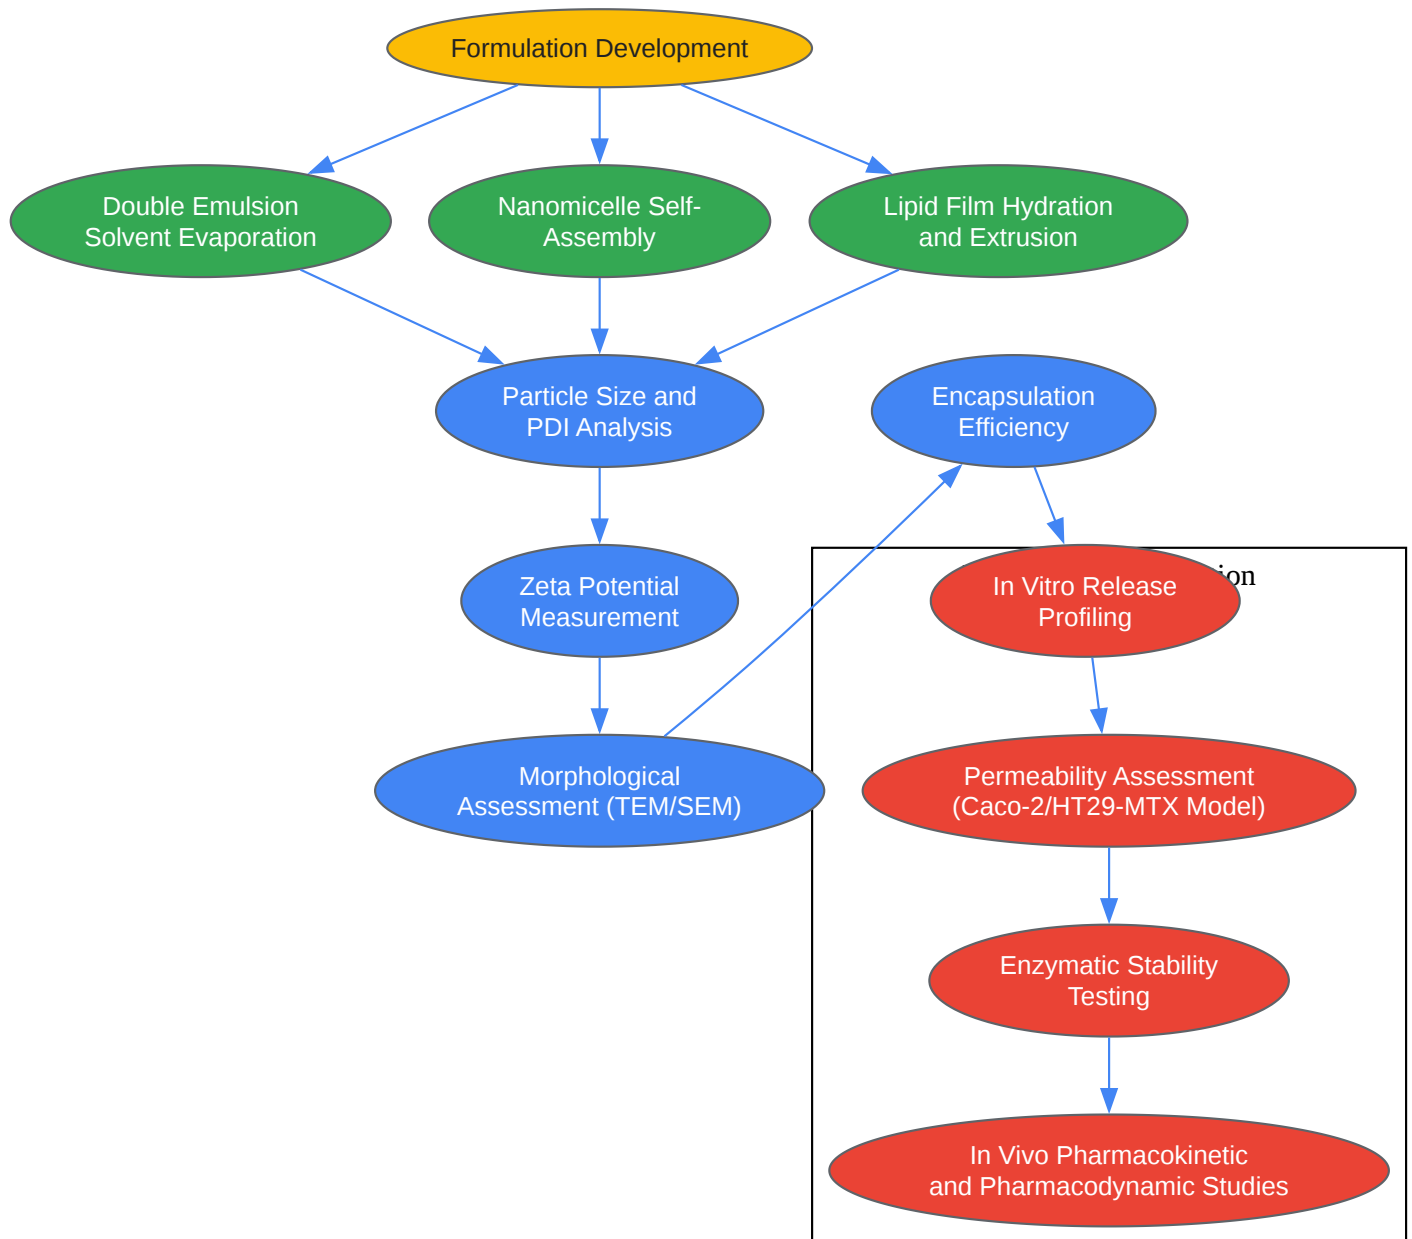 Formulation Development
Double Emulsion
Solvent Evaporation
Nanomicelle Self-
Assembly
Lipid Film Hydration
and Extrusion
Particle Size and
PDI Analysis
Encapsulation
Efficiency
Zeta Potential
Measurement
In Vitro Release
Profiling
Morphological
Assessment (TEM/SEM)
Permeability Assessment
(Caco-2/HT29-MTX Model)
Enzymatic Stability
Testing
In Vivo Pharmacokinetic
and Pharmacodynamic Studies